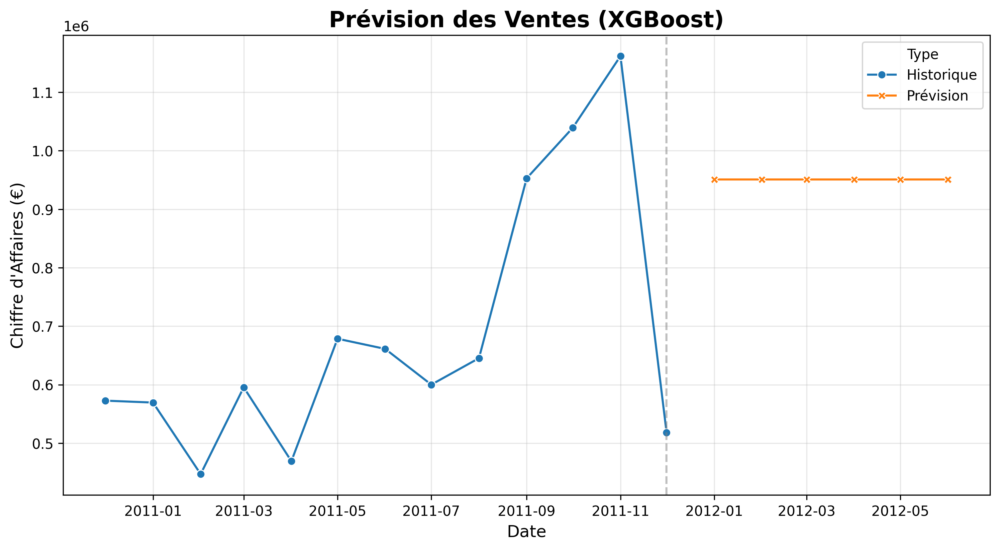 Prévision des Ventes (XGBoost)
1e6
Type
Historique
Prévision
1.1
1.0
0.9
0.8
0.7
0.6
0.5
Chiffre d'Affaires (€)
2011-01 2011-03 2011-05 2011-07 2011-09 2011-11 2012-01 2012-03 2012-05
Date